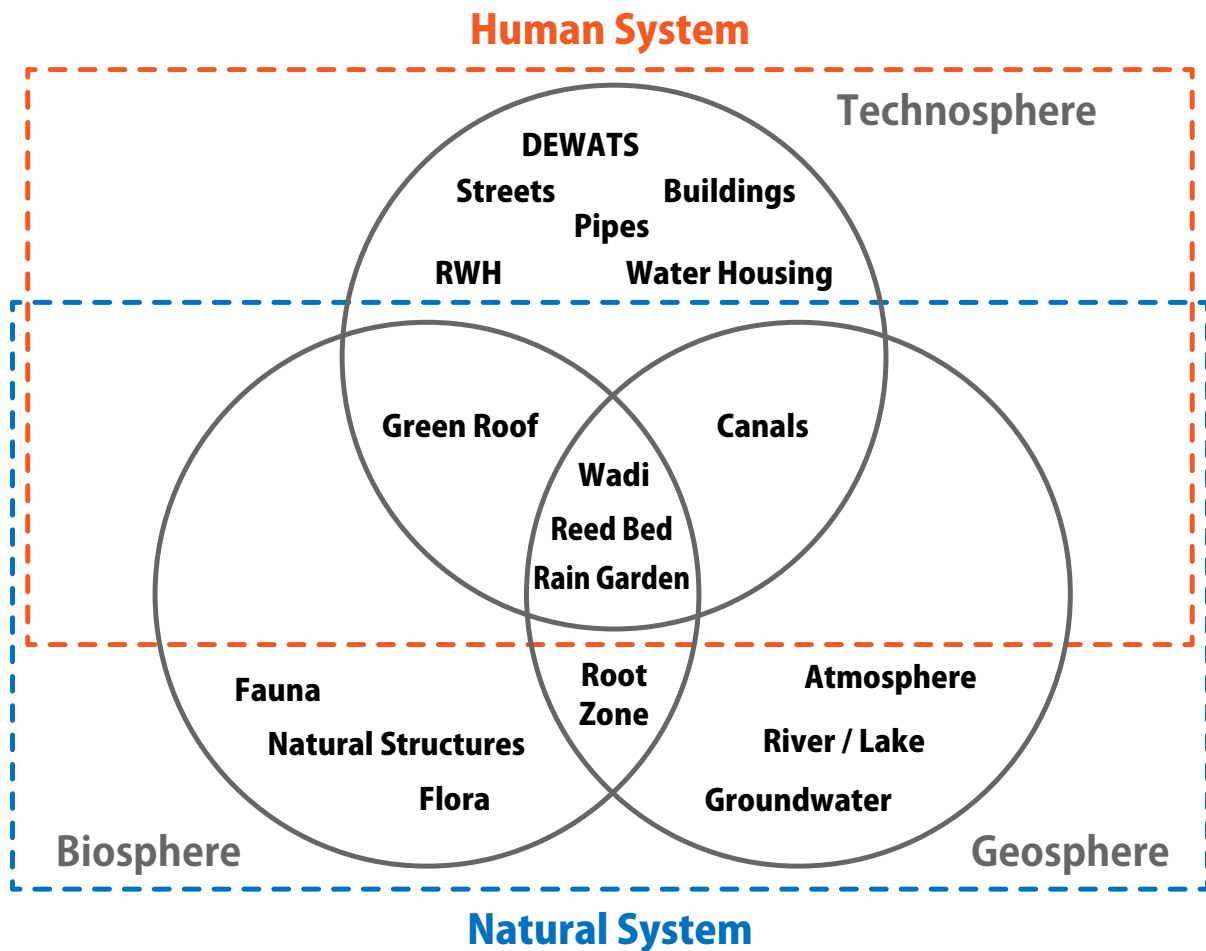 Human System
Technosphere
DEWATS
Streets
Buildings
Pipes
RWH
Water Housing
Green Roof
Canals
Wadi
Reed Bed
Rain Garden
Root
Zone
Atmosphere
Fauna
Natural Structures
River / Lake
Flora
Groundwater
Biosphere
Geosphere
Natural System